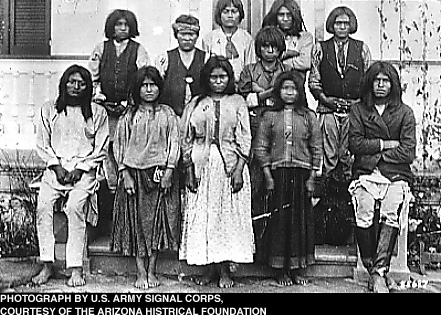 PHOTOGRAPH BY U.S. ARMY SIGNAL CORPS,
COURTESY OF THE ARIZONA HISTRICAL FOUNDATION